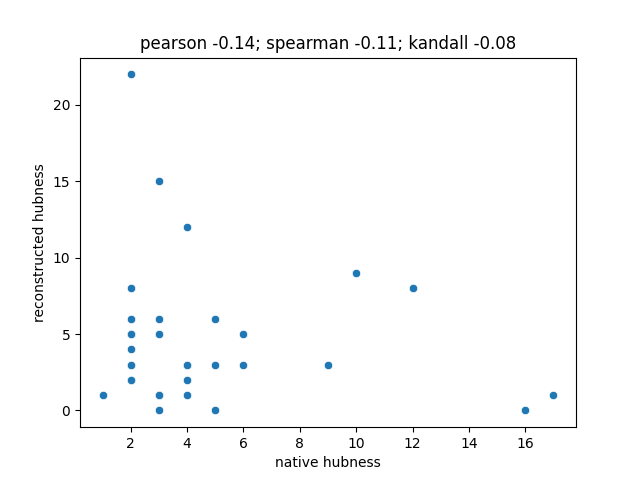 pearson -0.14; spearman -0.11; kandall -0.08
20
15
10
5
0
reconstructed hubness
2 4 6 8 10 12 14 16
native hubness